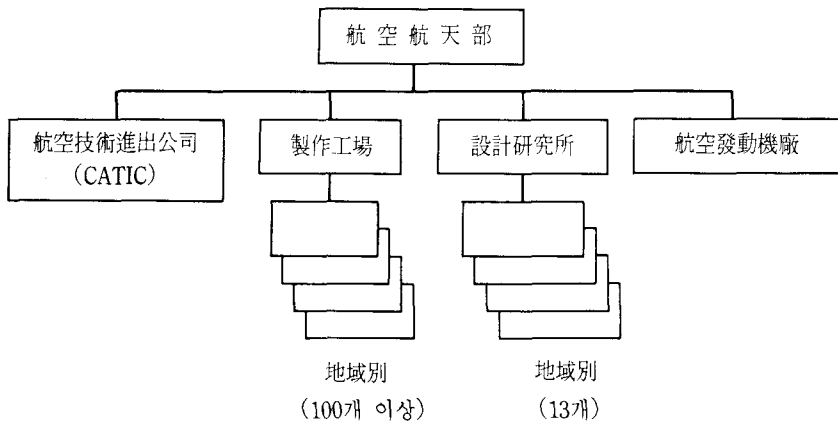 航空航天部
航空技術進出公司
(CATIC)
製作工場
設計研究所
航空發動機廠
地域別
(100개 이상)
地域別
(13개)